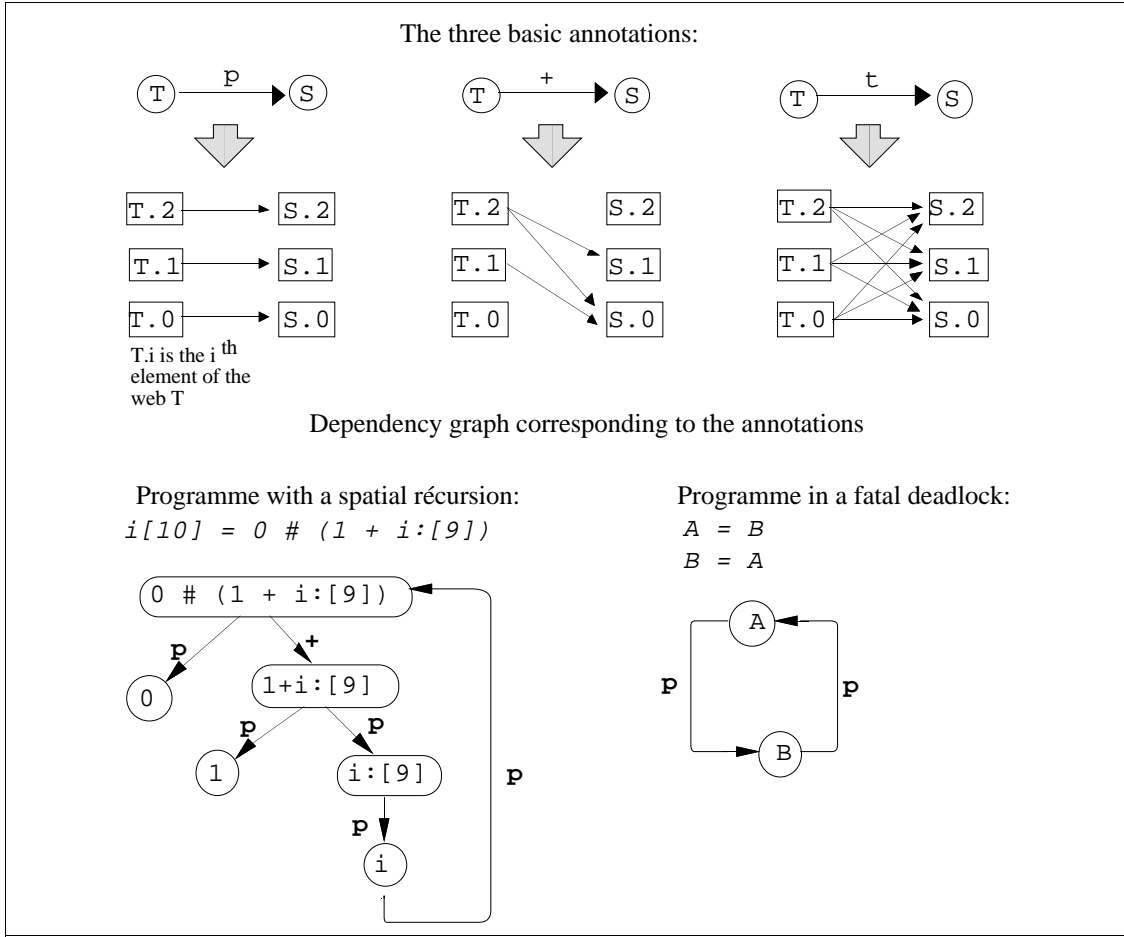 The three basic annotations:
p
+
t
T
S
T
S
T
S
T.2
S.2
T.2
S.2
T.2
S.2
T.1
S.1
T.1
S.1
T.1
S.1
T.0
S.0
T.0
S.0
T.0
S.0
T.i is the i th
element of the
web T
Dependency graph corresponding to the annotations
Programme with a spatial récursion:
i[10] = 0 # (1 + i:[9])
0 # (1 + i:[9])
p
+
0
1+i:[9]
p
p
1
i:[9]
p
p
i
Programme in a fatal deadlock:
A = B
B = A
A
p
p
B